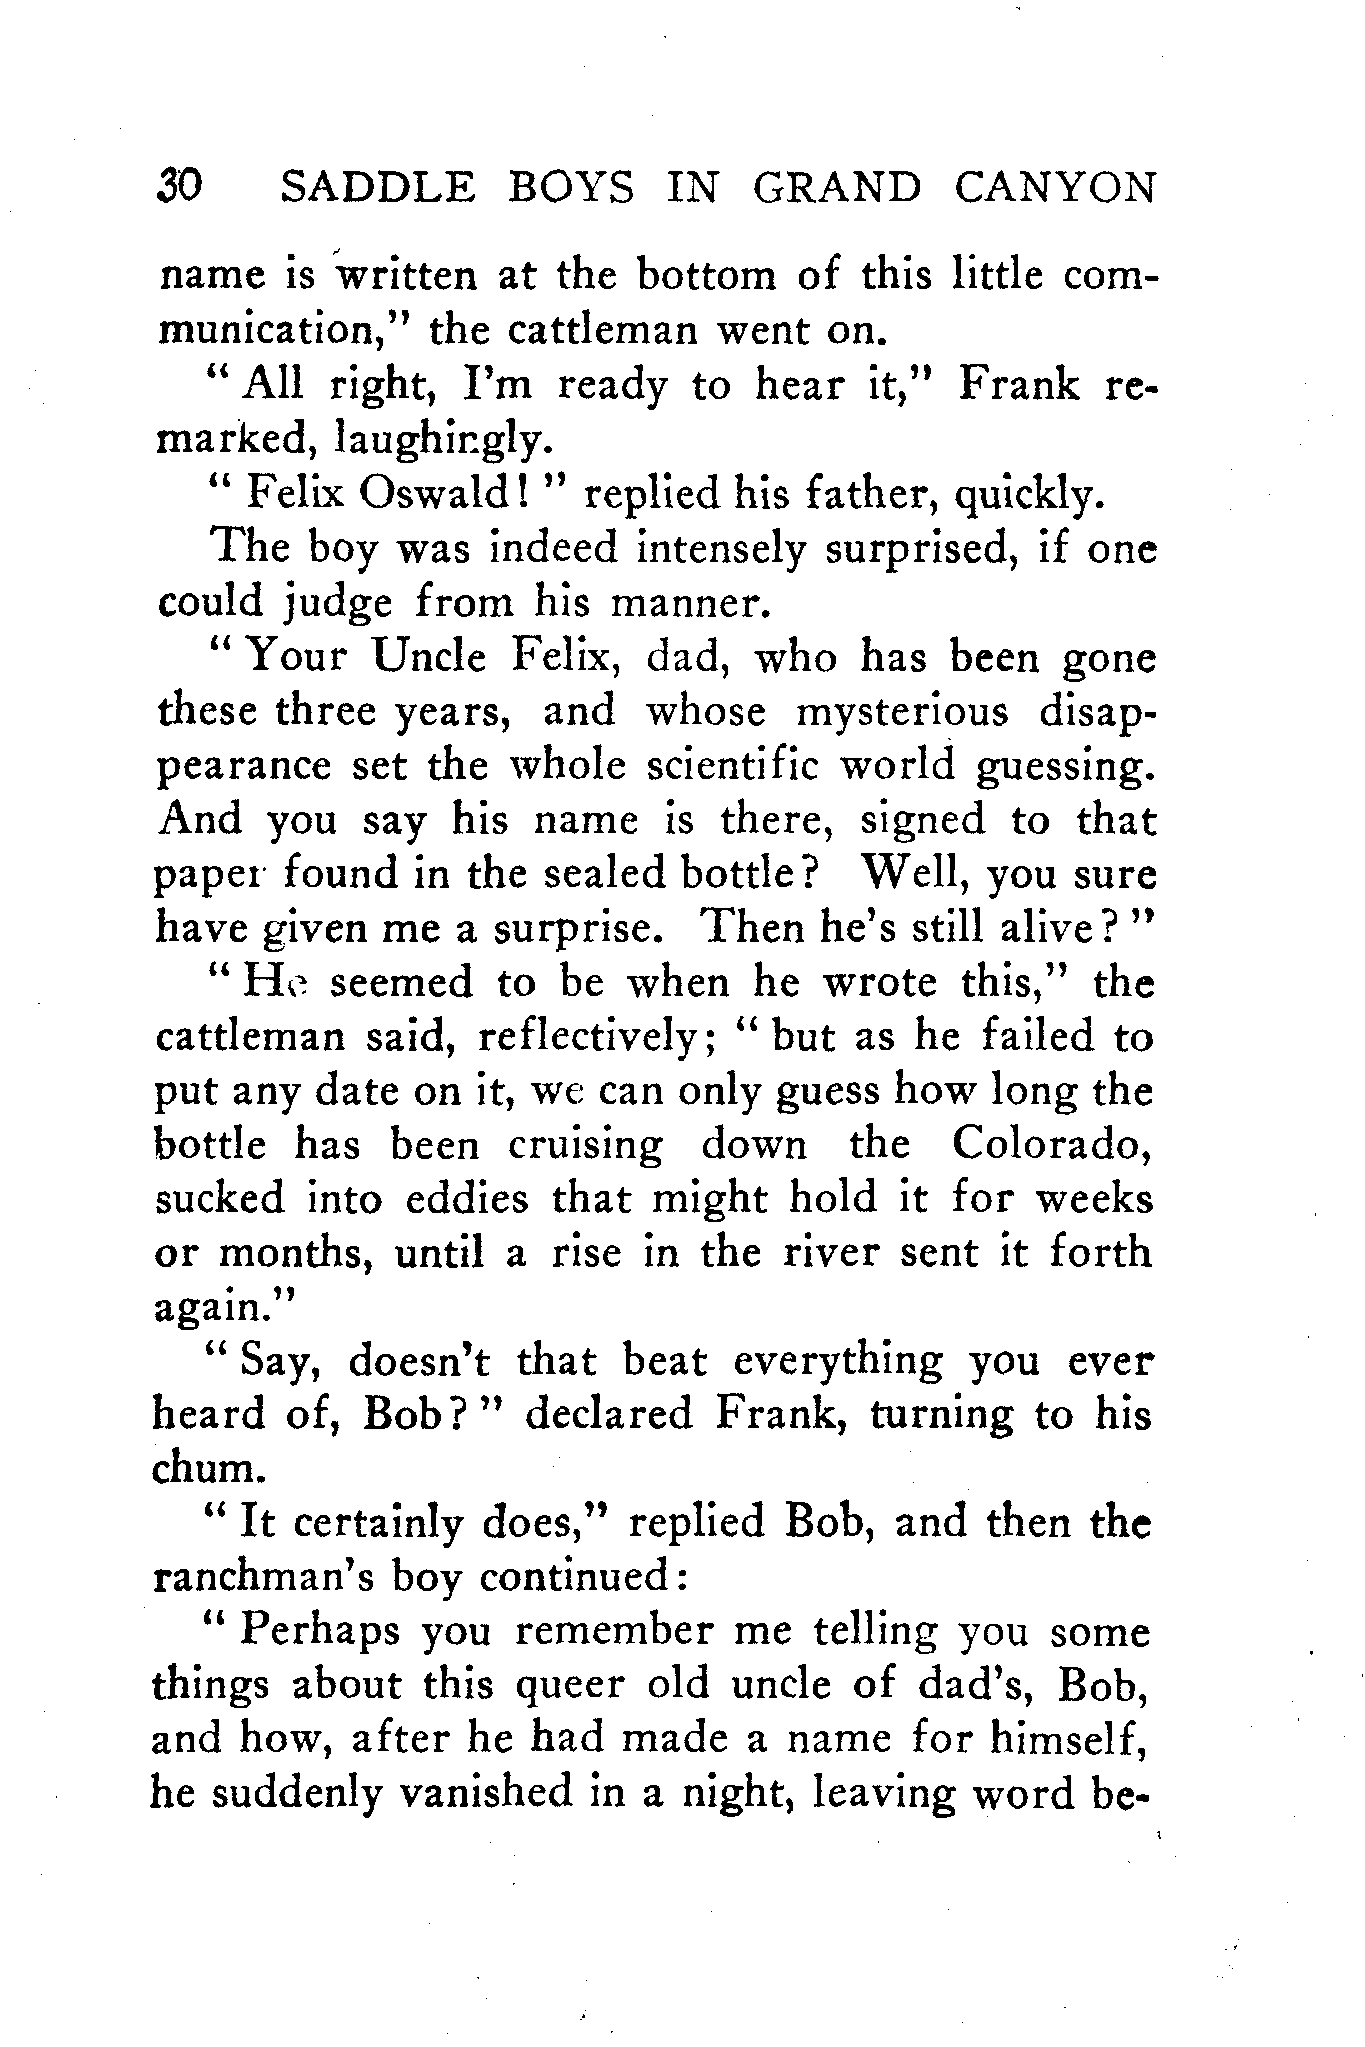 30 SADDLE BOYS IN GRAND CANYON
name is written at the bottom of this little com-
munication," the cattleman went on.
" All right, I'm ready to hear it," Frank re-
marked, laughingly.
" Felix Oswald! " replied his father, quickly.
The boy was indeed intensely surprised, if one
could judge from his manner.
" Your Uncle Felix, dad, who has been gone
these three years, and whose mysterious disap-
pearance set the whole scientific world guessing.
And you say his name is there, signed to that
paper found in the sealed bottle? Well, you sure
have given me a surprise. Then he's still alive? "
" He seemed to be when he wrote this," the
cattleman said, reflectively; " but as he failed to
put any date on it, we can only guess how long the
bottle has been cruising down the Colorado,
sucked into eddies that might hold it for weeks
or months, until a rise in the river sent it forth
again."
" Say, doesn't that beat everything you ever
heard of, Bob? " declared Frank, turning to his
chum.
" It certainly does," replied Bob, and then the
ranchman's boy continued:
" Perhaps you remember me telling you some
things about this queer old uncle of dad's, Bob,
and how, after he had made a name for himself,
he suddenly vanished in a night, leaving word be-